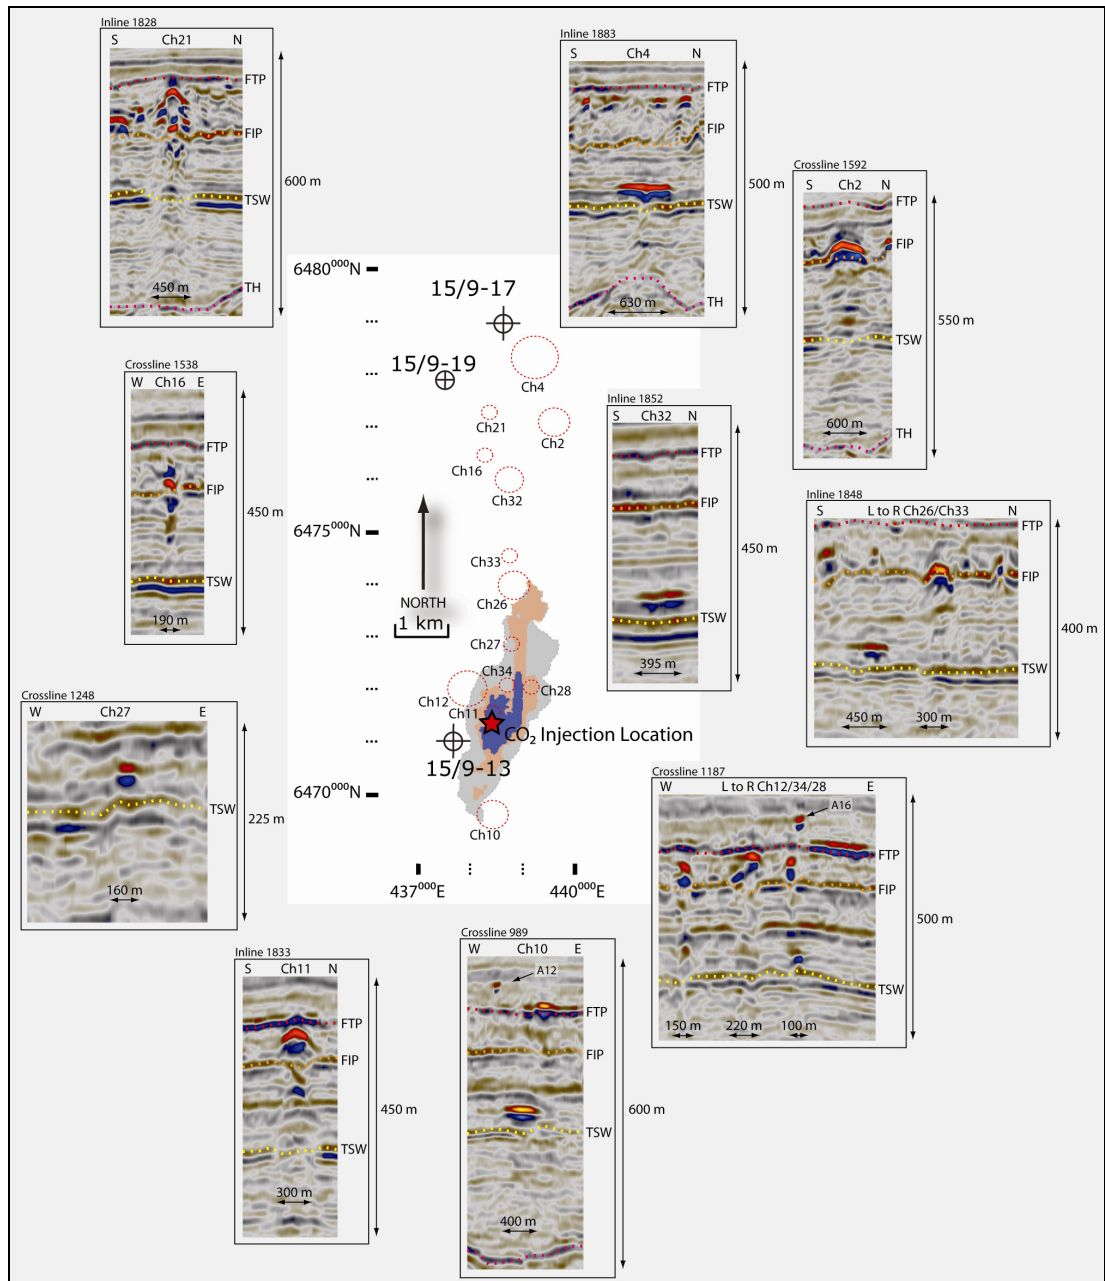 Inline 1828
S Ch21 N
FTP
FIP
600 m
TSW
450 m
TH
Inline 1883
S Ch4 N
FTP
FIP
500 m
TSW
630 m
TH
Crossline 1592
S Ch2 N
FTP
FIP
550 m
TSW
600 m
TH
Crossline 1538
W Ch16 E
FTP
FIP
450 m
TSW
190 m
6480⁰⁰⁰N
15/9-17
15/9-19
Ch4
Ch21
Ch2
Ch16
Ch32
6475⁰⁰⁰N
Ch33
NORTH
Ch26
1 km
Ch27
Ch34
Ch28
Ch12
Ch11
CO₂ Injection Location
15/9-13
6470⁰⁰⁰N
Ch10
437⁰⁰⁰E
440⁰⁰⁰E
Inline 1852
S Ch32 N
FTP
FIP
450 m
TSW
395 m
Inline 1848
S L to R Ch26/Ch33 N
FTP
FIP
400 m
TSW
450 m 300 m
Crossline 1248
W Ch27 E
TSW
225 m
160 m
Crossline 1187
W L to R Ch12/34/28 E
A16
FTP
FIP
500 m
TSW
150 m 220 m 100 m
Inline 1833
S Ch11 N
FTP
FIP
450 m
TSW
300 m
Crossline 989
W Ch10 E
A12
FTP
FIP
600 m
TSW
400 m